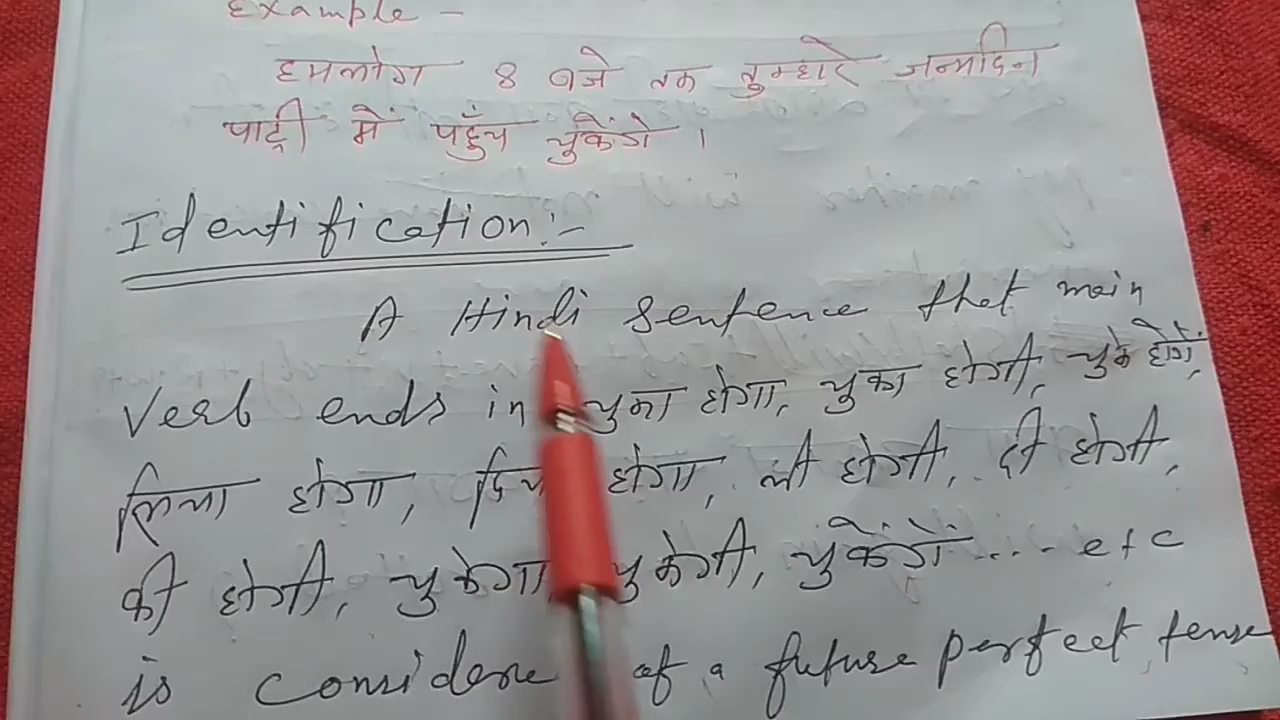 Example -
हमलोग 8 बजे तक तुम्हारे जन्मदिन
पार्टी में पहुँच चुकेंगे ।
Identification:-
A Hindi sentence that main
Verb ends in चुका होगा, चुका होगी, चुके होंगे,
लिया होगा, दिया होगा, ली होगी, दी होगी,
की होगी, चुकेगा, चुकेगी, चुकेंगें ... etc
is considere of a future perfect tense